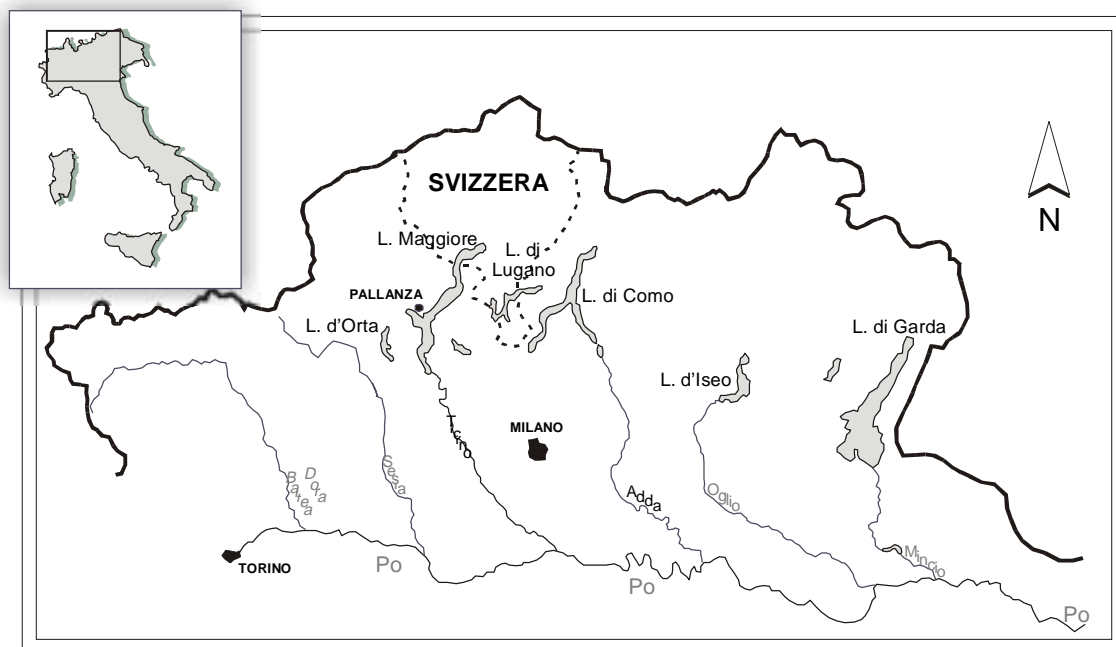 SVIZZERA
N
L. Maggiore
L. di
Lugano
PALLANZA
L. di Como
L. d'Orta
L. di Garda
L. d'Iseo
Ticino
MILANO
Sesia
Dota
Baltea
Adda
Oglio
Mincio
TORINO
Po
Po
Po